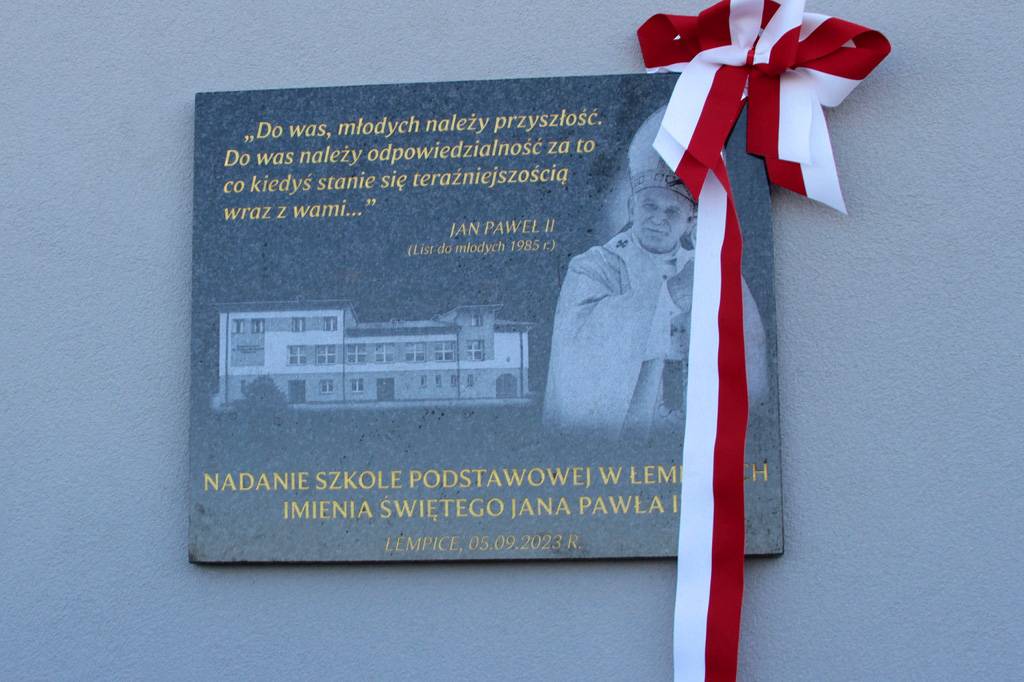 „Do was, młodych należy przyszłość.
Do was należy odpowiedzialność za to
co kiedyś stanie się teraźniejszością
wraz z wami...”
JAN PAWEŁ II
(List do młodych 1985 r.)
NADANIE SZKOLE PODSTAWOWEJ W
IMIENIA ŚWIĘTEGO JANA PAWŁA
ŁEMPICE, 05.09.2023 R.